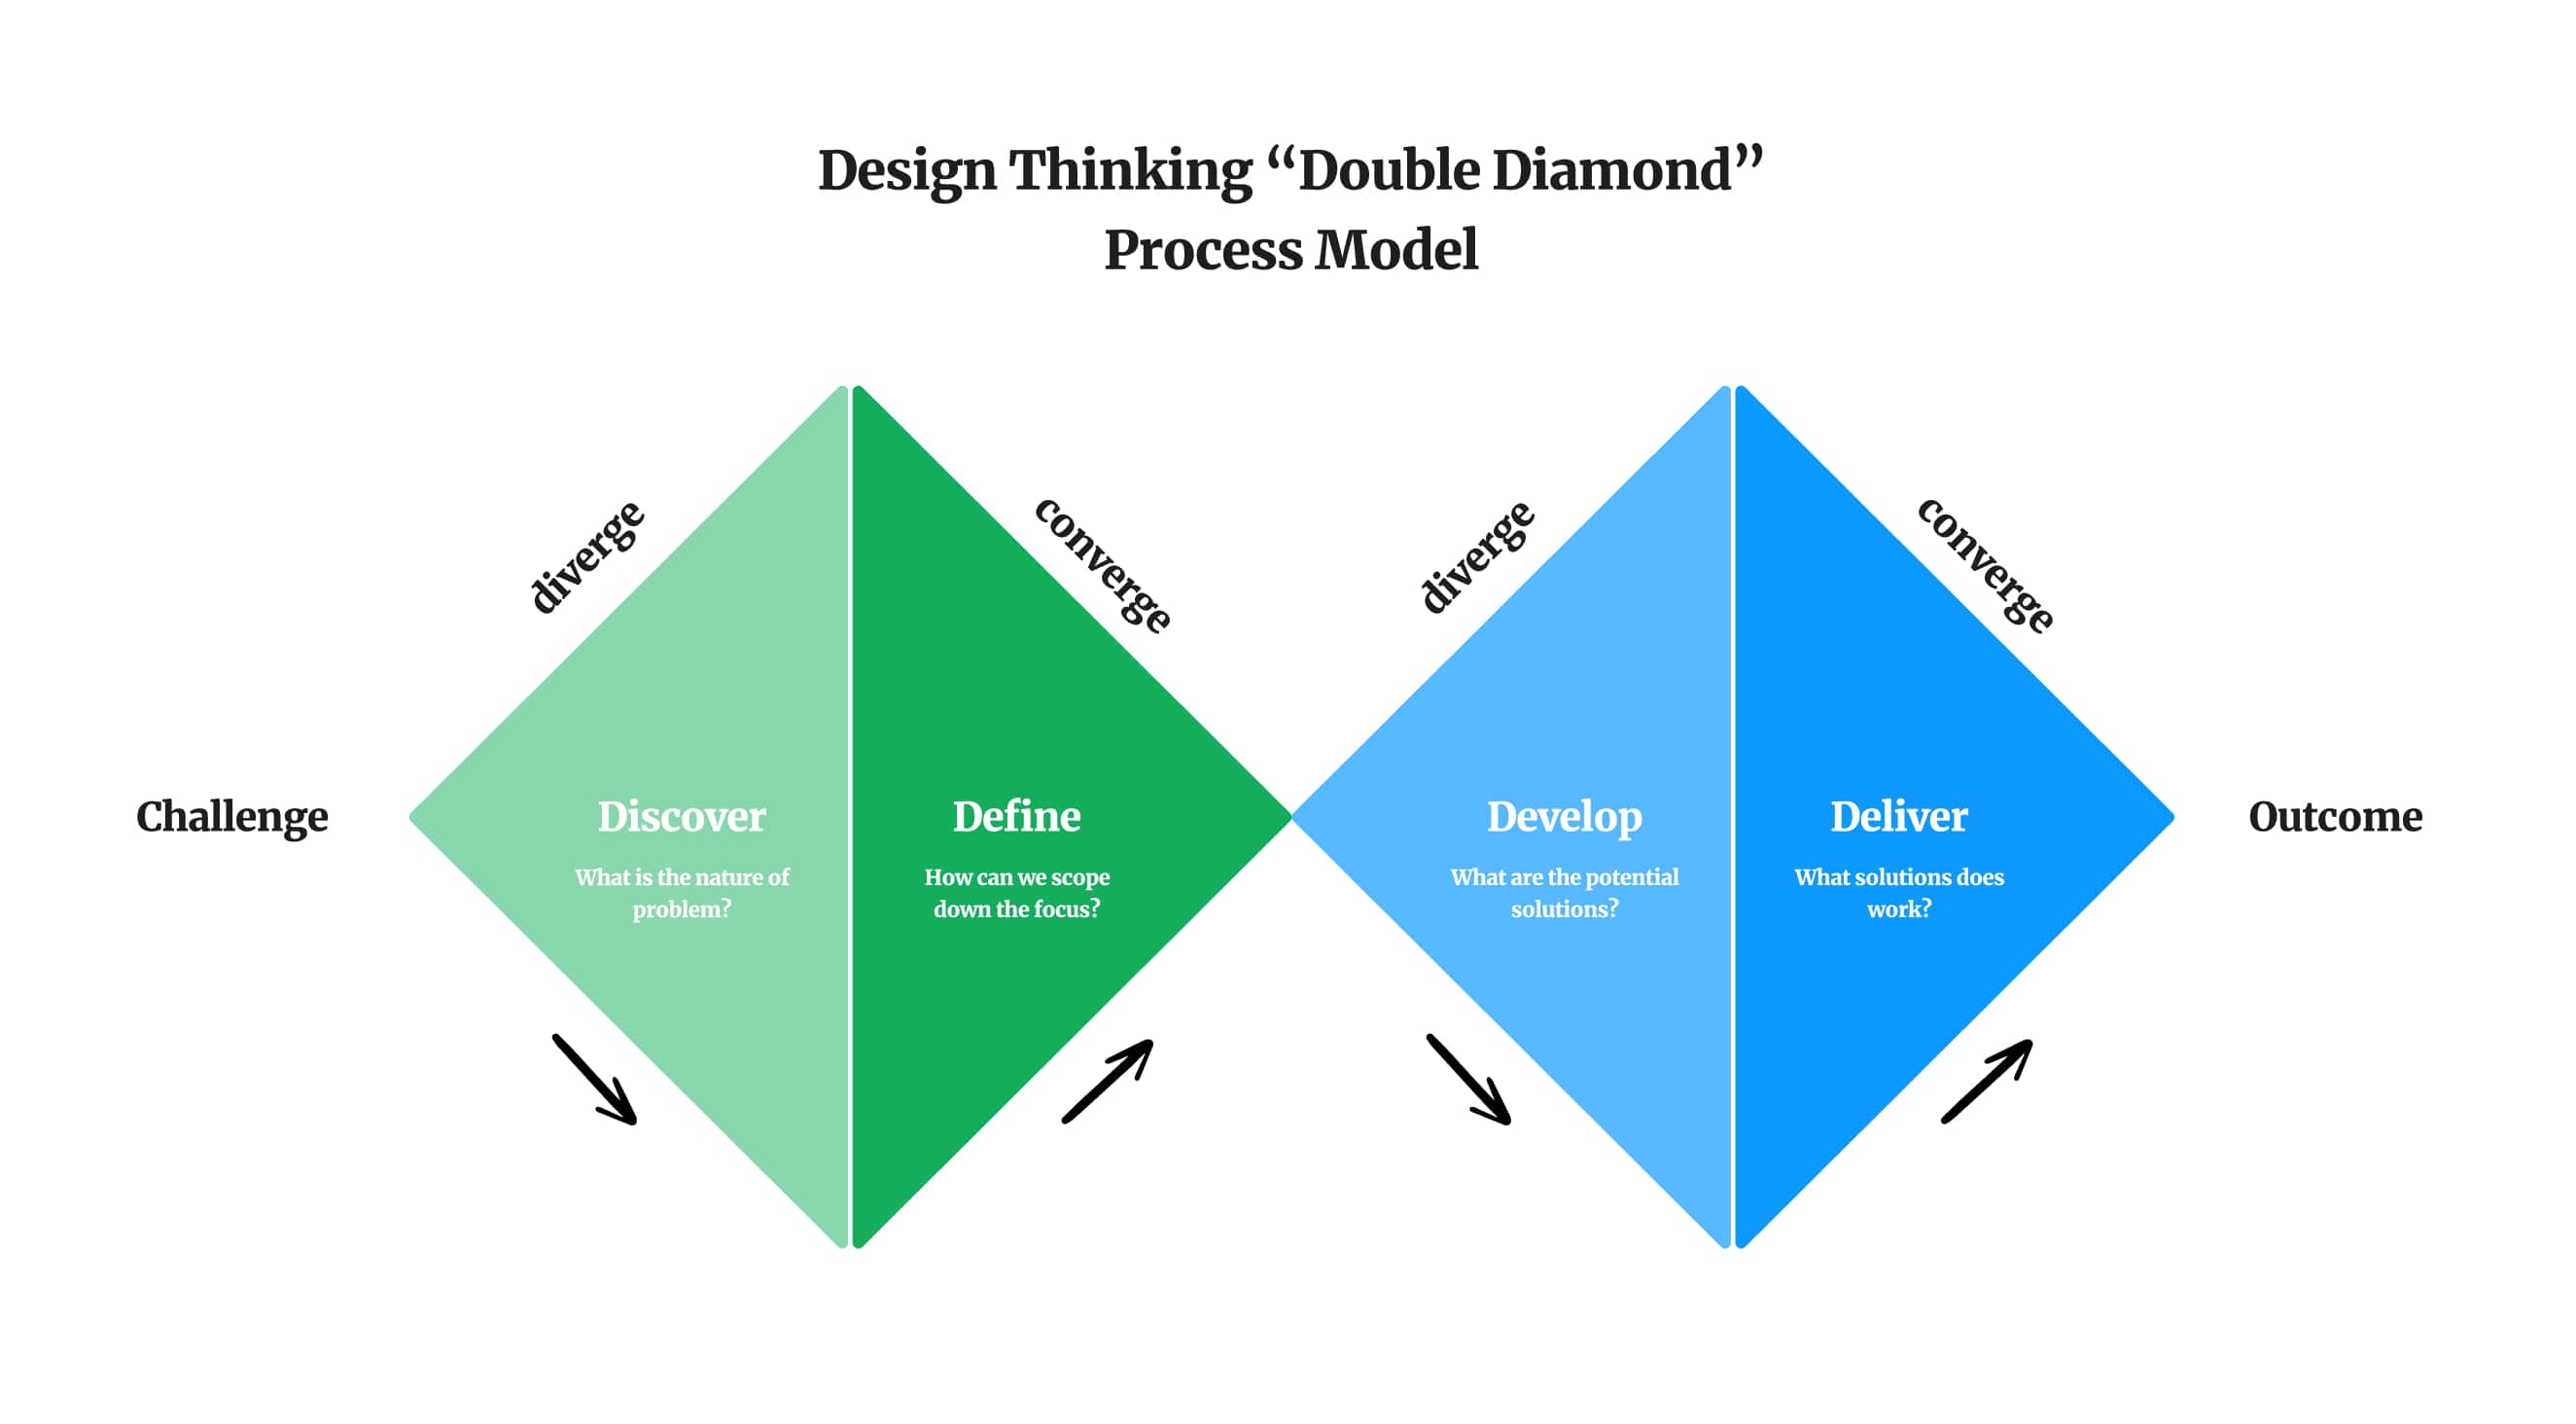 Design Thinking “Double Diamond”
Process Model
diverge
converge
diverge
converge
Challenge
Discover
What is the nature of
problem?
Define
How can we scope
down the focus?
Develop
What are the potential
solutions?
Deliver
What solutions does
work?
Outcome